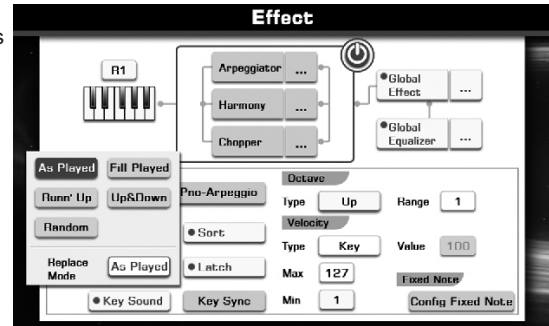 Effect
s
R1
Arpeggiator ...
Harmony ...
Chopper ...
Global Effect ...
Global Equalizer ...
As Played Fill Played
Runn' Up Up&Down
Random
Replace Mode As Played
Pno-Arpeggio
Sort
Latch
Key Sound Key Sync
Octave
Type Up Range 1
Velocity
Type Key Value 100
Max 127
Min 1
Fixed Note
Config Fixed Note